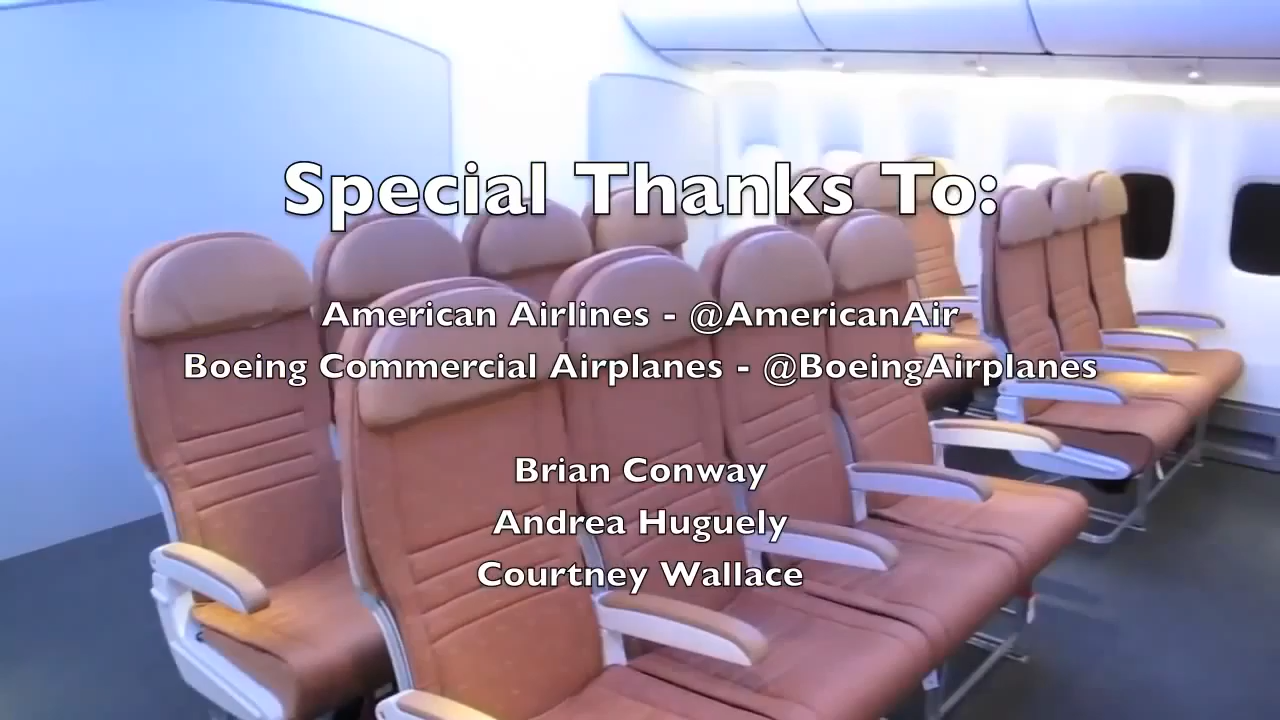 Special Thanks To:
American Airlines - @AmericanAir
Boeing Commercial Airplanes - @BoeingAirplanes
Brian Conway
Andrea Huguely
Courtney Wallace